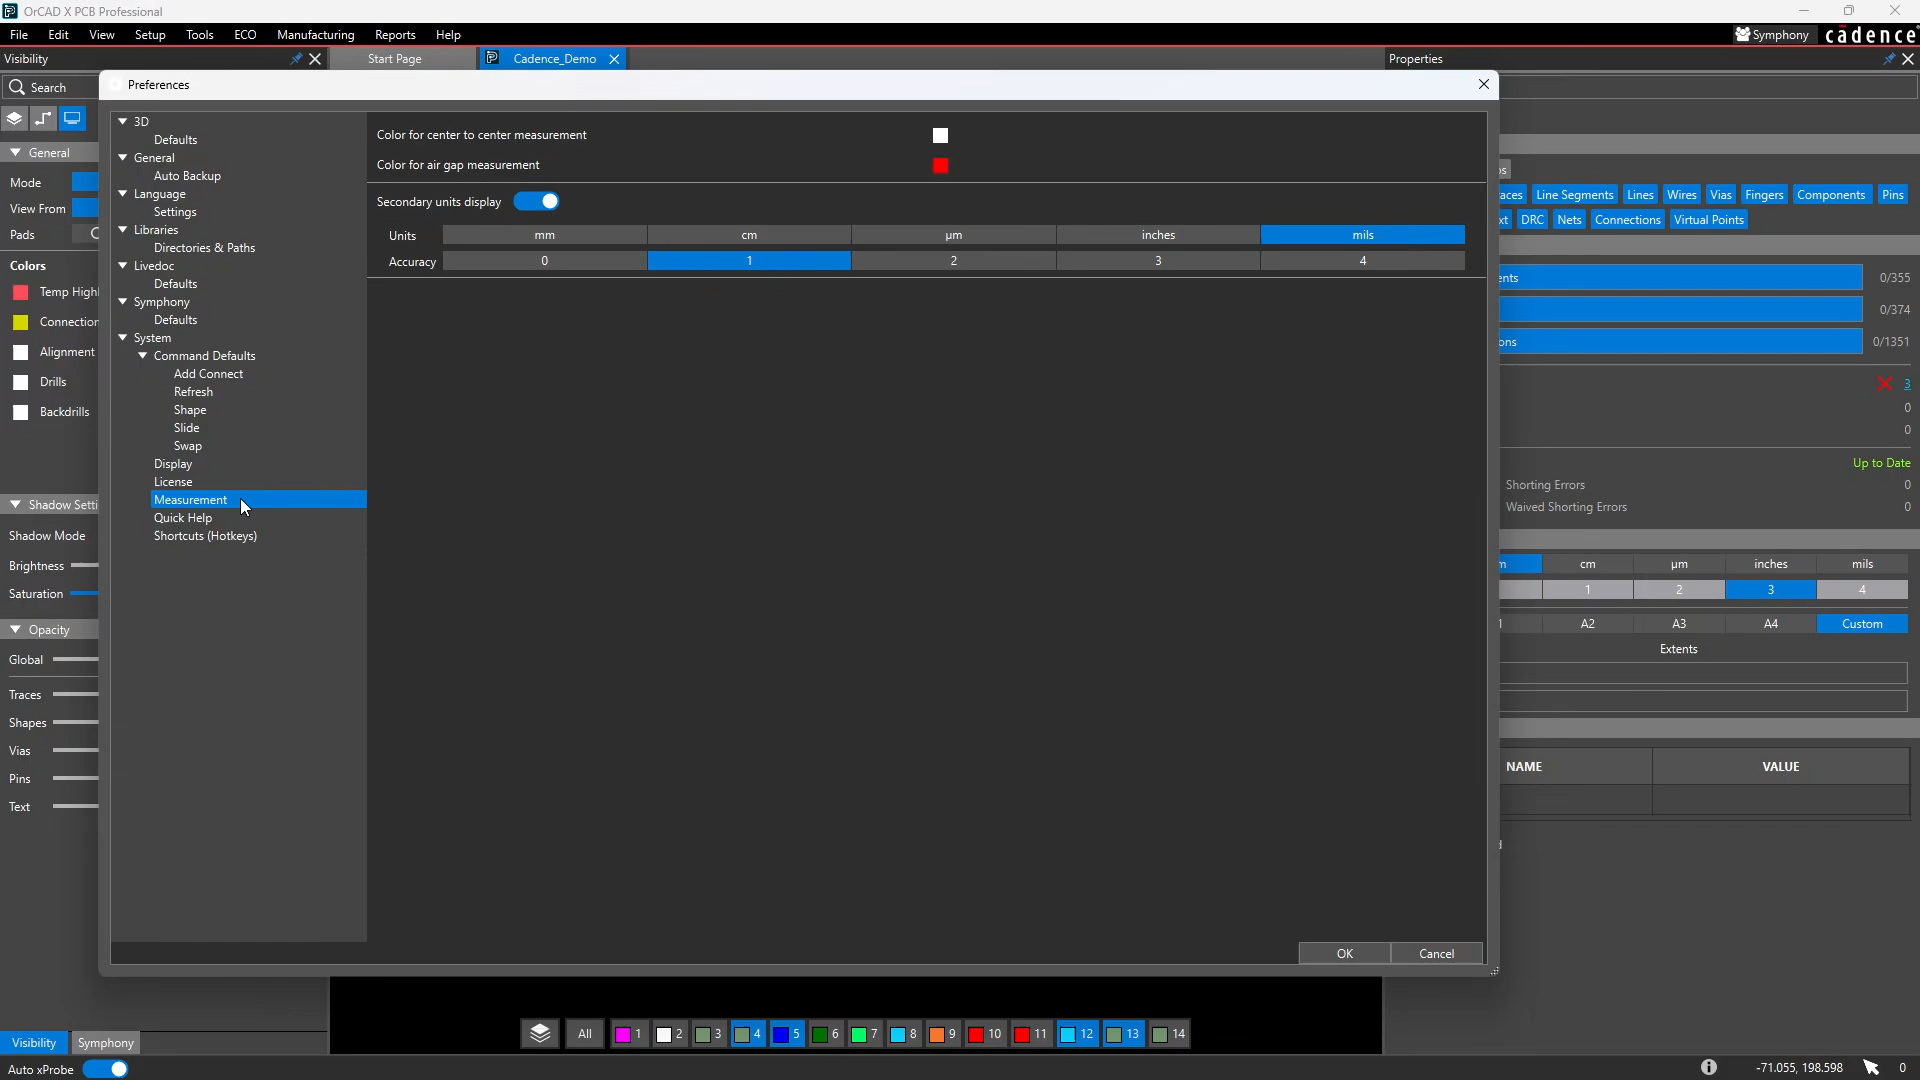 OrCAD X PCB Professional
File Edit View Setup Tools ECO Manufacturing Reports Help
Symphony cadence
Visibility
Start Page
Cadence_Demo
Properties
Search
Preferences
3D
Defaults
General
Auto Backup
Language
Settings
Libraries
Directories & Paths
Livedoc
Defaults
Symphony
Defaults
System
Command Defaults
Add Connect
Refresh
Shape
Slide
Swap
Display
License
Measurement
Quick Help
Shortcuts (Hotkeys)
Color for center to center measurement
Color for air gap measurement
Secondary units display
Units mm cm µm inches mils
Accuracy 0 1 2 3 4
OK Cancel
General
Mode
View From
Pads
Colors
Temp Highl
Connection
Alignment
Drills
Backdrills
Shadow Setti
Shadow Mode
Brightness
Saturation
Opacity
Global
Traces
Shapes
Vias
Pins
Text
Line Segments Lines Wires Vias Fingers Components Pins
DRC Nets Connections Virtual Points
0/355
0/374
0/1351
3
0
0
Up to Date
Shorting Errors 0
Waived Shorting Errors 0
cm µm inches mils
1 2 3 4
A2 A3 A4 Custom
Extents
NAME VALUE
All 1 2 3 4 5 6 7 8 9 10 11 12 13 14
Visibility Symphony
Auto xProbe
-71.055, 198.598 0